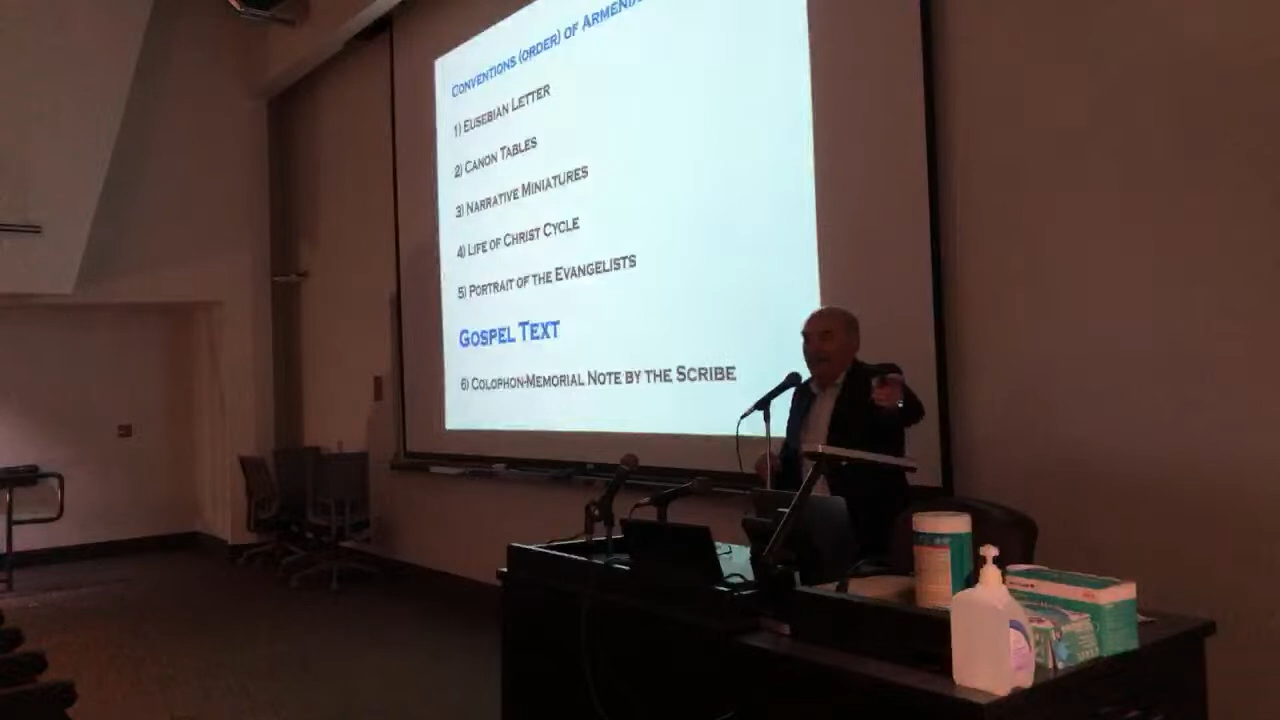 Conventions (order) of
1) Eusebian Letter
2) Canon Tables
3) Narrative Miniatures
4) Life of Christ Cycle
5) Portrait of the Evangelists
Gospel Text
6) Colophon-Memorial Note by the Scribe